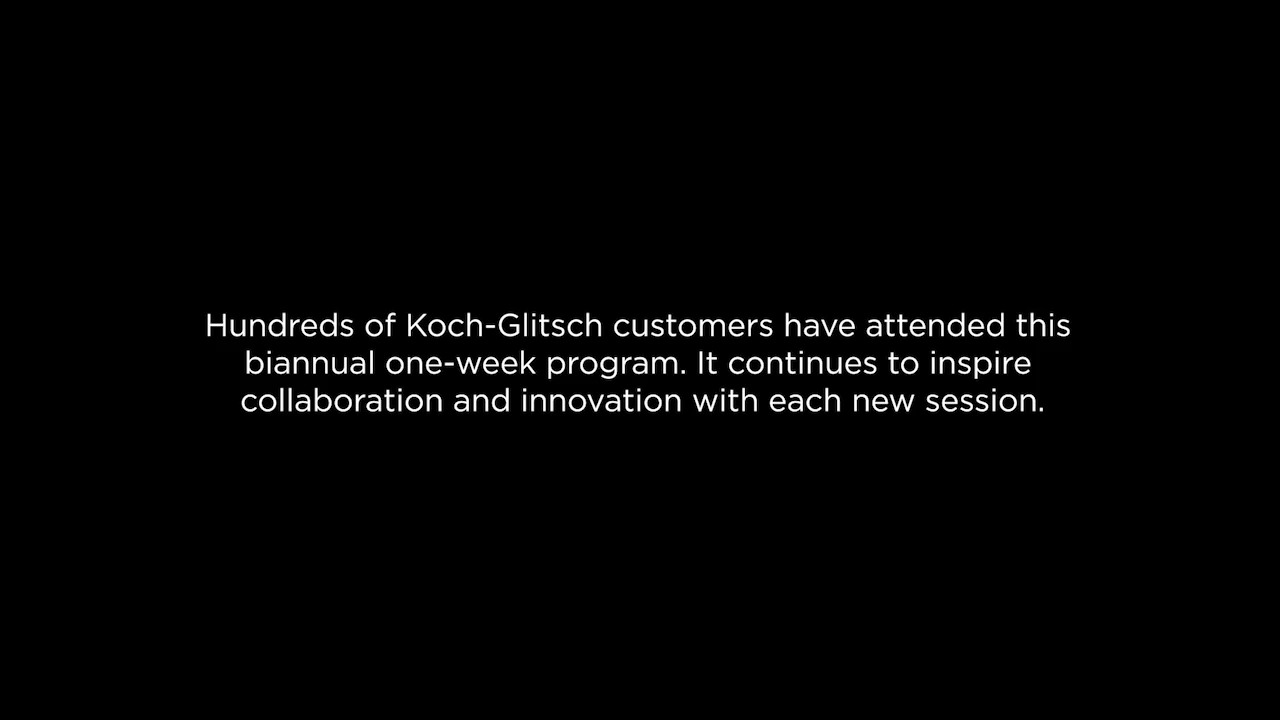 Hundreds of Koch-Glitsch customers have attended this
biannual one-week program. It continues to inspire
collaboration and innovation with each new session.